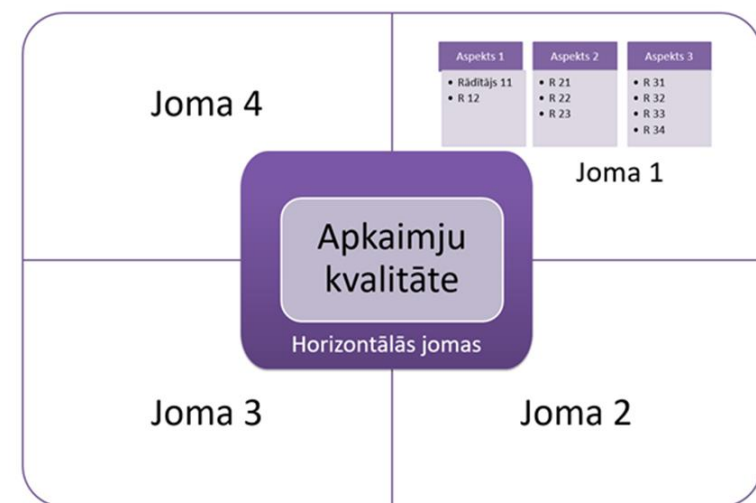 Joma 4
Aspekts 1
• Rādītājs 11
• R 12
Aspekts 2
• R 21
• R 22
• R 23
Aspekts 3
• R 31
• R 32
• R 33
• R 34
Joma 1
Apkaimju
kvalitāte
Horizontālās jomas
Joma 3
Joma 2